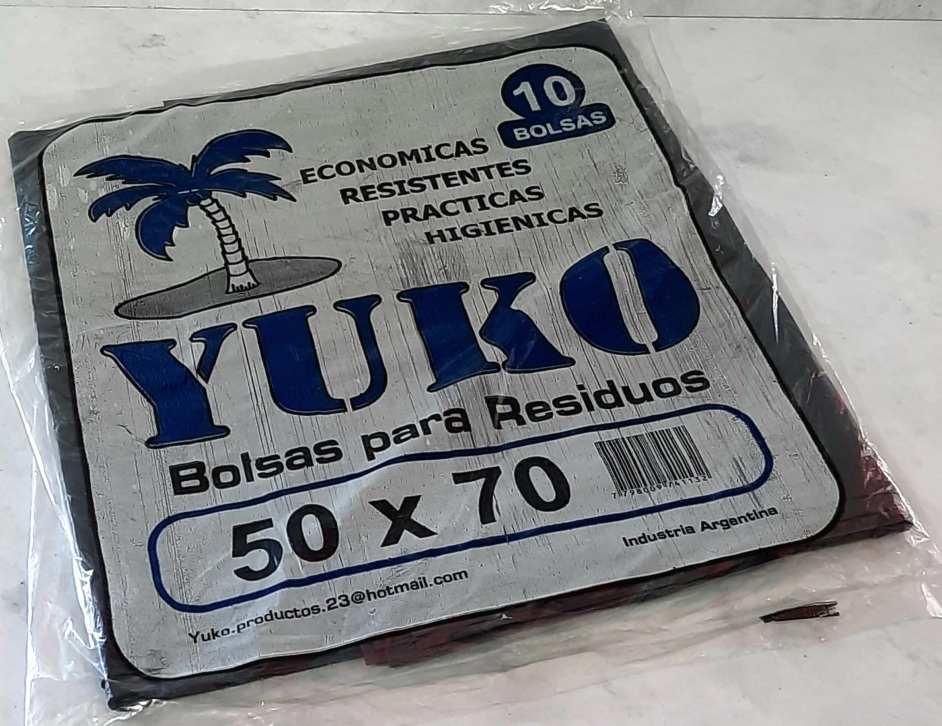 10
BOLSAS
ECONOMICAS
RESISTENTES
PRACTICAS
HIGIENICAS
YUKO
Bolsas para Residuos
50 x 70
Industria Argentina
Yuko.productos.23@hotmail.com